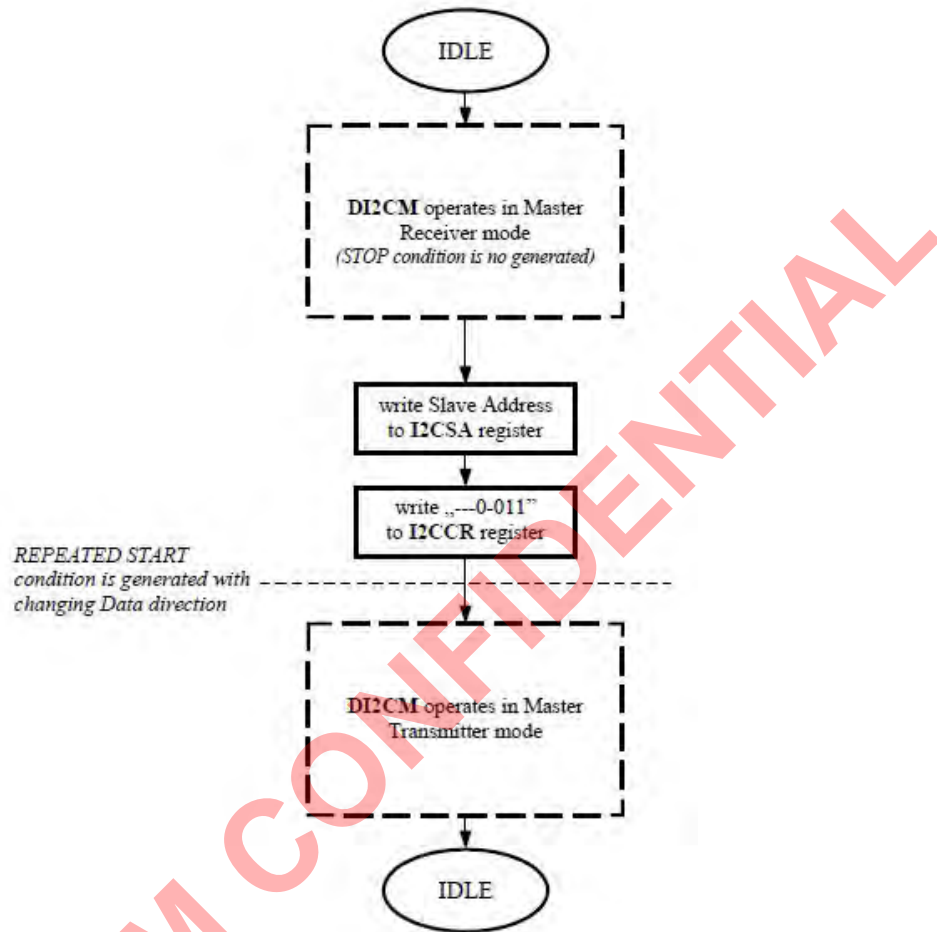 IDLE
DI2CM operates in Master
Receiver mode
(STOP condition is no generated)
write Slave Address
to I2CSA register
write „---0-011”
to I2CCR register
REPEATED START
condition is generated with
changing Data direction
DI2CM operates in Master
Transmitter mode
IDLE
M CONFIDENTIAL